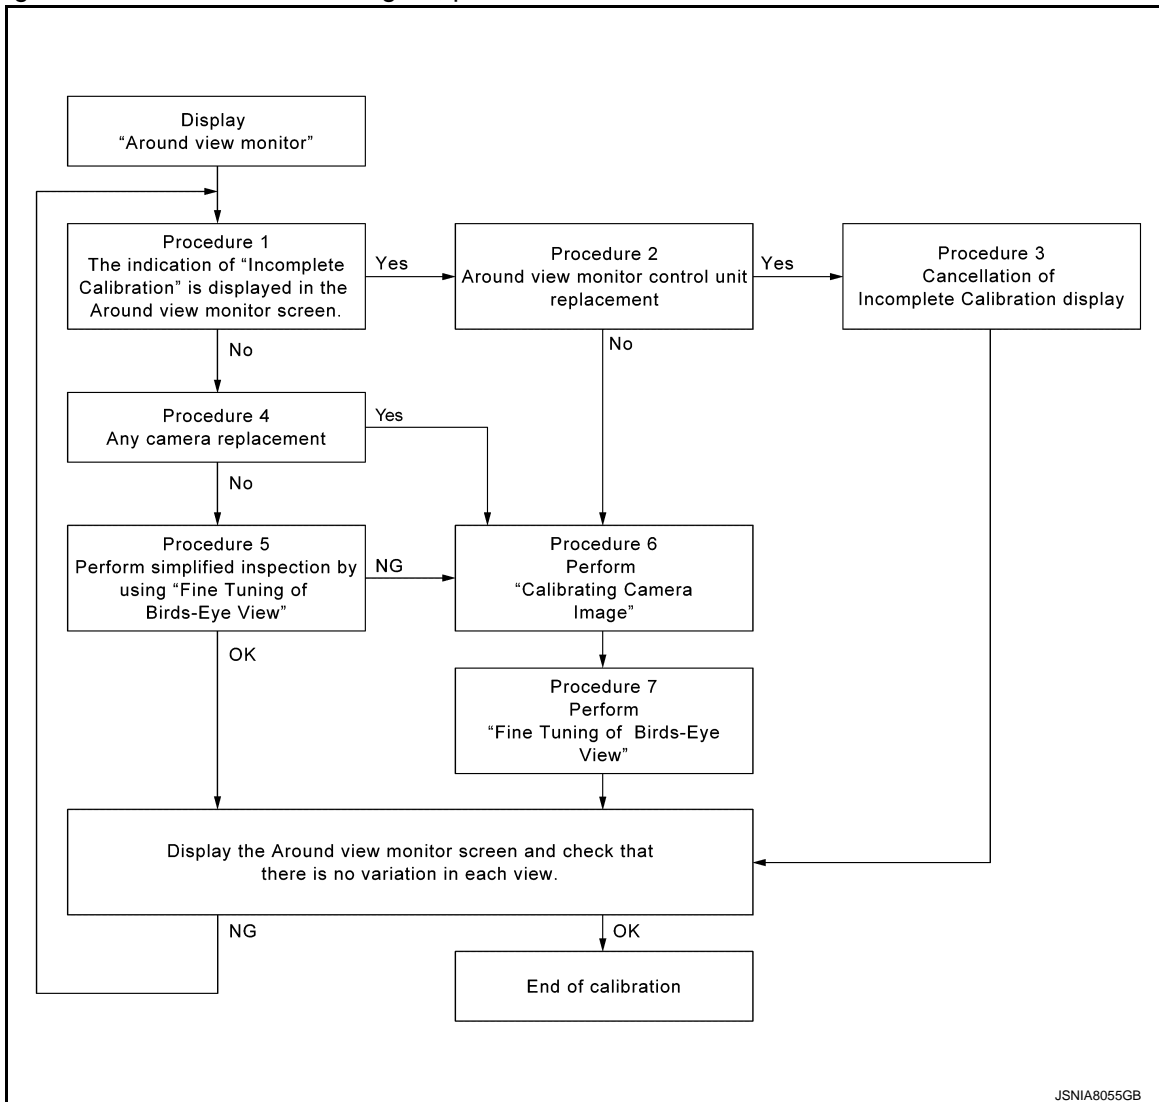 Display
“Around view monitor”
Procedure 1
The indication of “Incomplete
Calibration” is displayed in the
Around view monitor screen.
Yes
Procedure 2
Around view monitor control unit
replacement
Yes
Procedure 3
Cancellation of
Incomplete Calibration display
No
No
Procedure 4
Any camera replacement
Yes
No
Procedure 5
Perform simplified inspection by
using “Fine Tuning of
Birds-Eye View”
NG
Procedure 6
Perform
“Calibrating Camera
Image”
OK
Procedure 7
Perform
“Fine Tuning of Birds-Eye
View”
Display the Around view monitor screen and check that
there is no variation in each view.
NG
OK
End of calibration
JSNIA8055GB